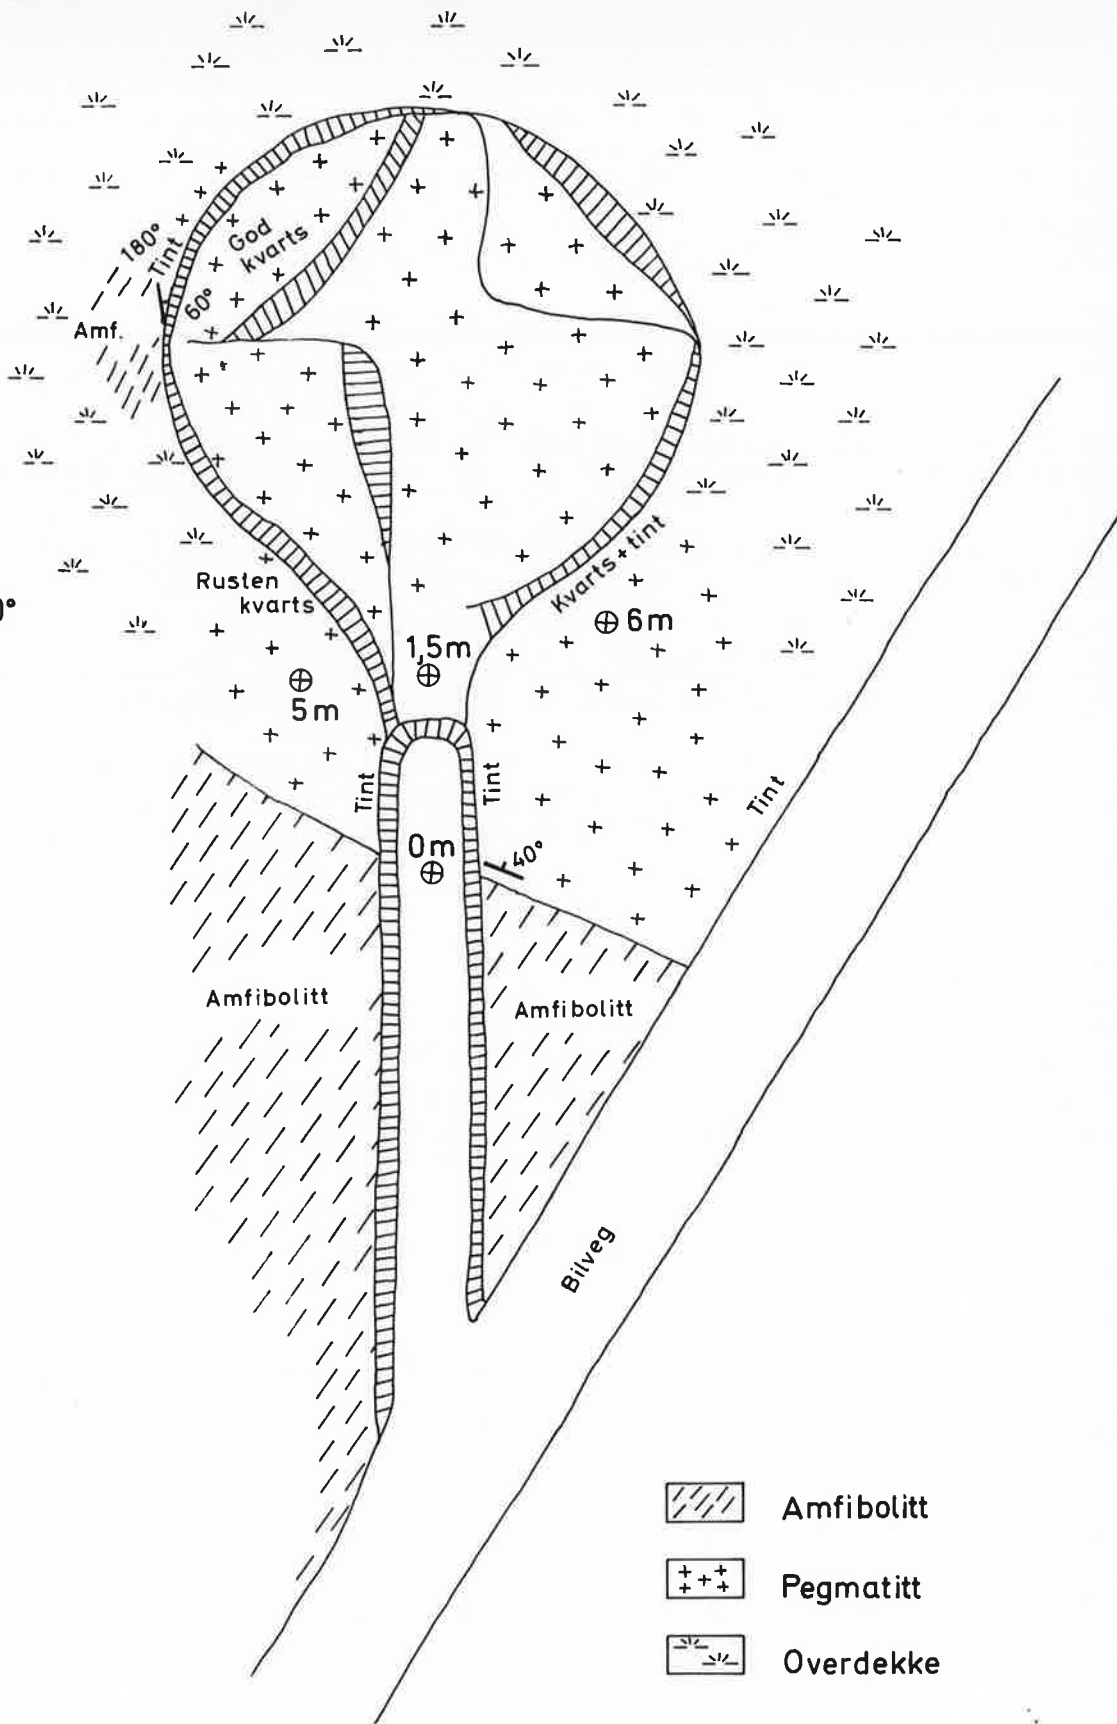 180°
Tint
God
kvarts
60°
Amf.
Rusten
kvarts
Kvarts + tint
6m
1,5m
5m
Tint
Tint
Tint
0m
40°
Amfibolitt
Amfibolitt
Bilveg
Amfibolitt
Pegmatitt
Overdekke